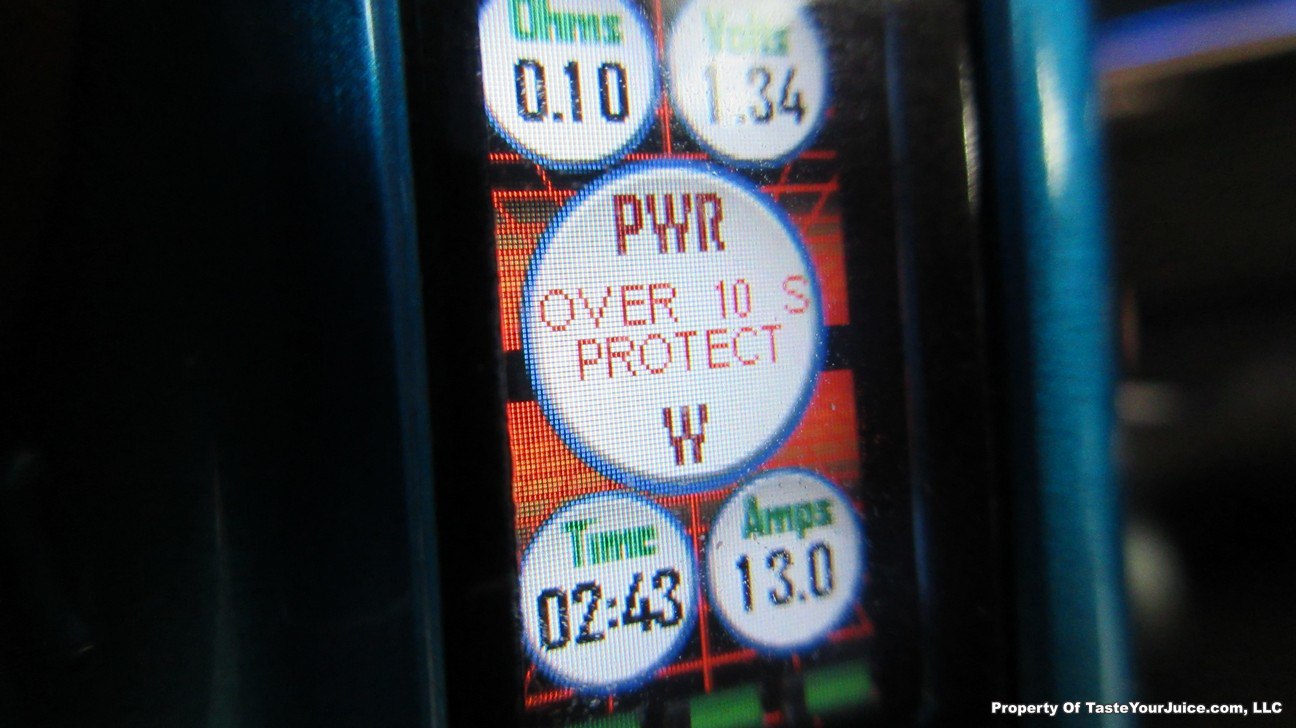 Ohms Volts
0.10 1.34
PWR
OVER 10 S
PROTECT
W
Time Amps
02:43 13.0
Property Of TasteYourJuice.com, LLC